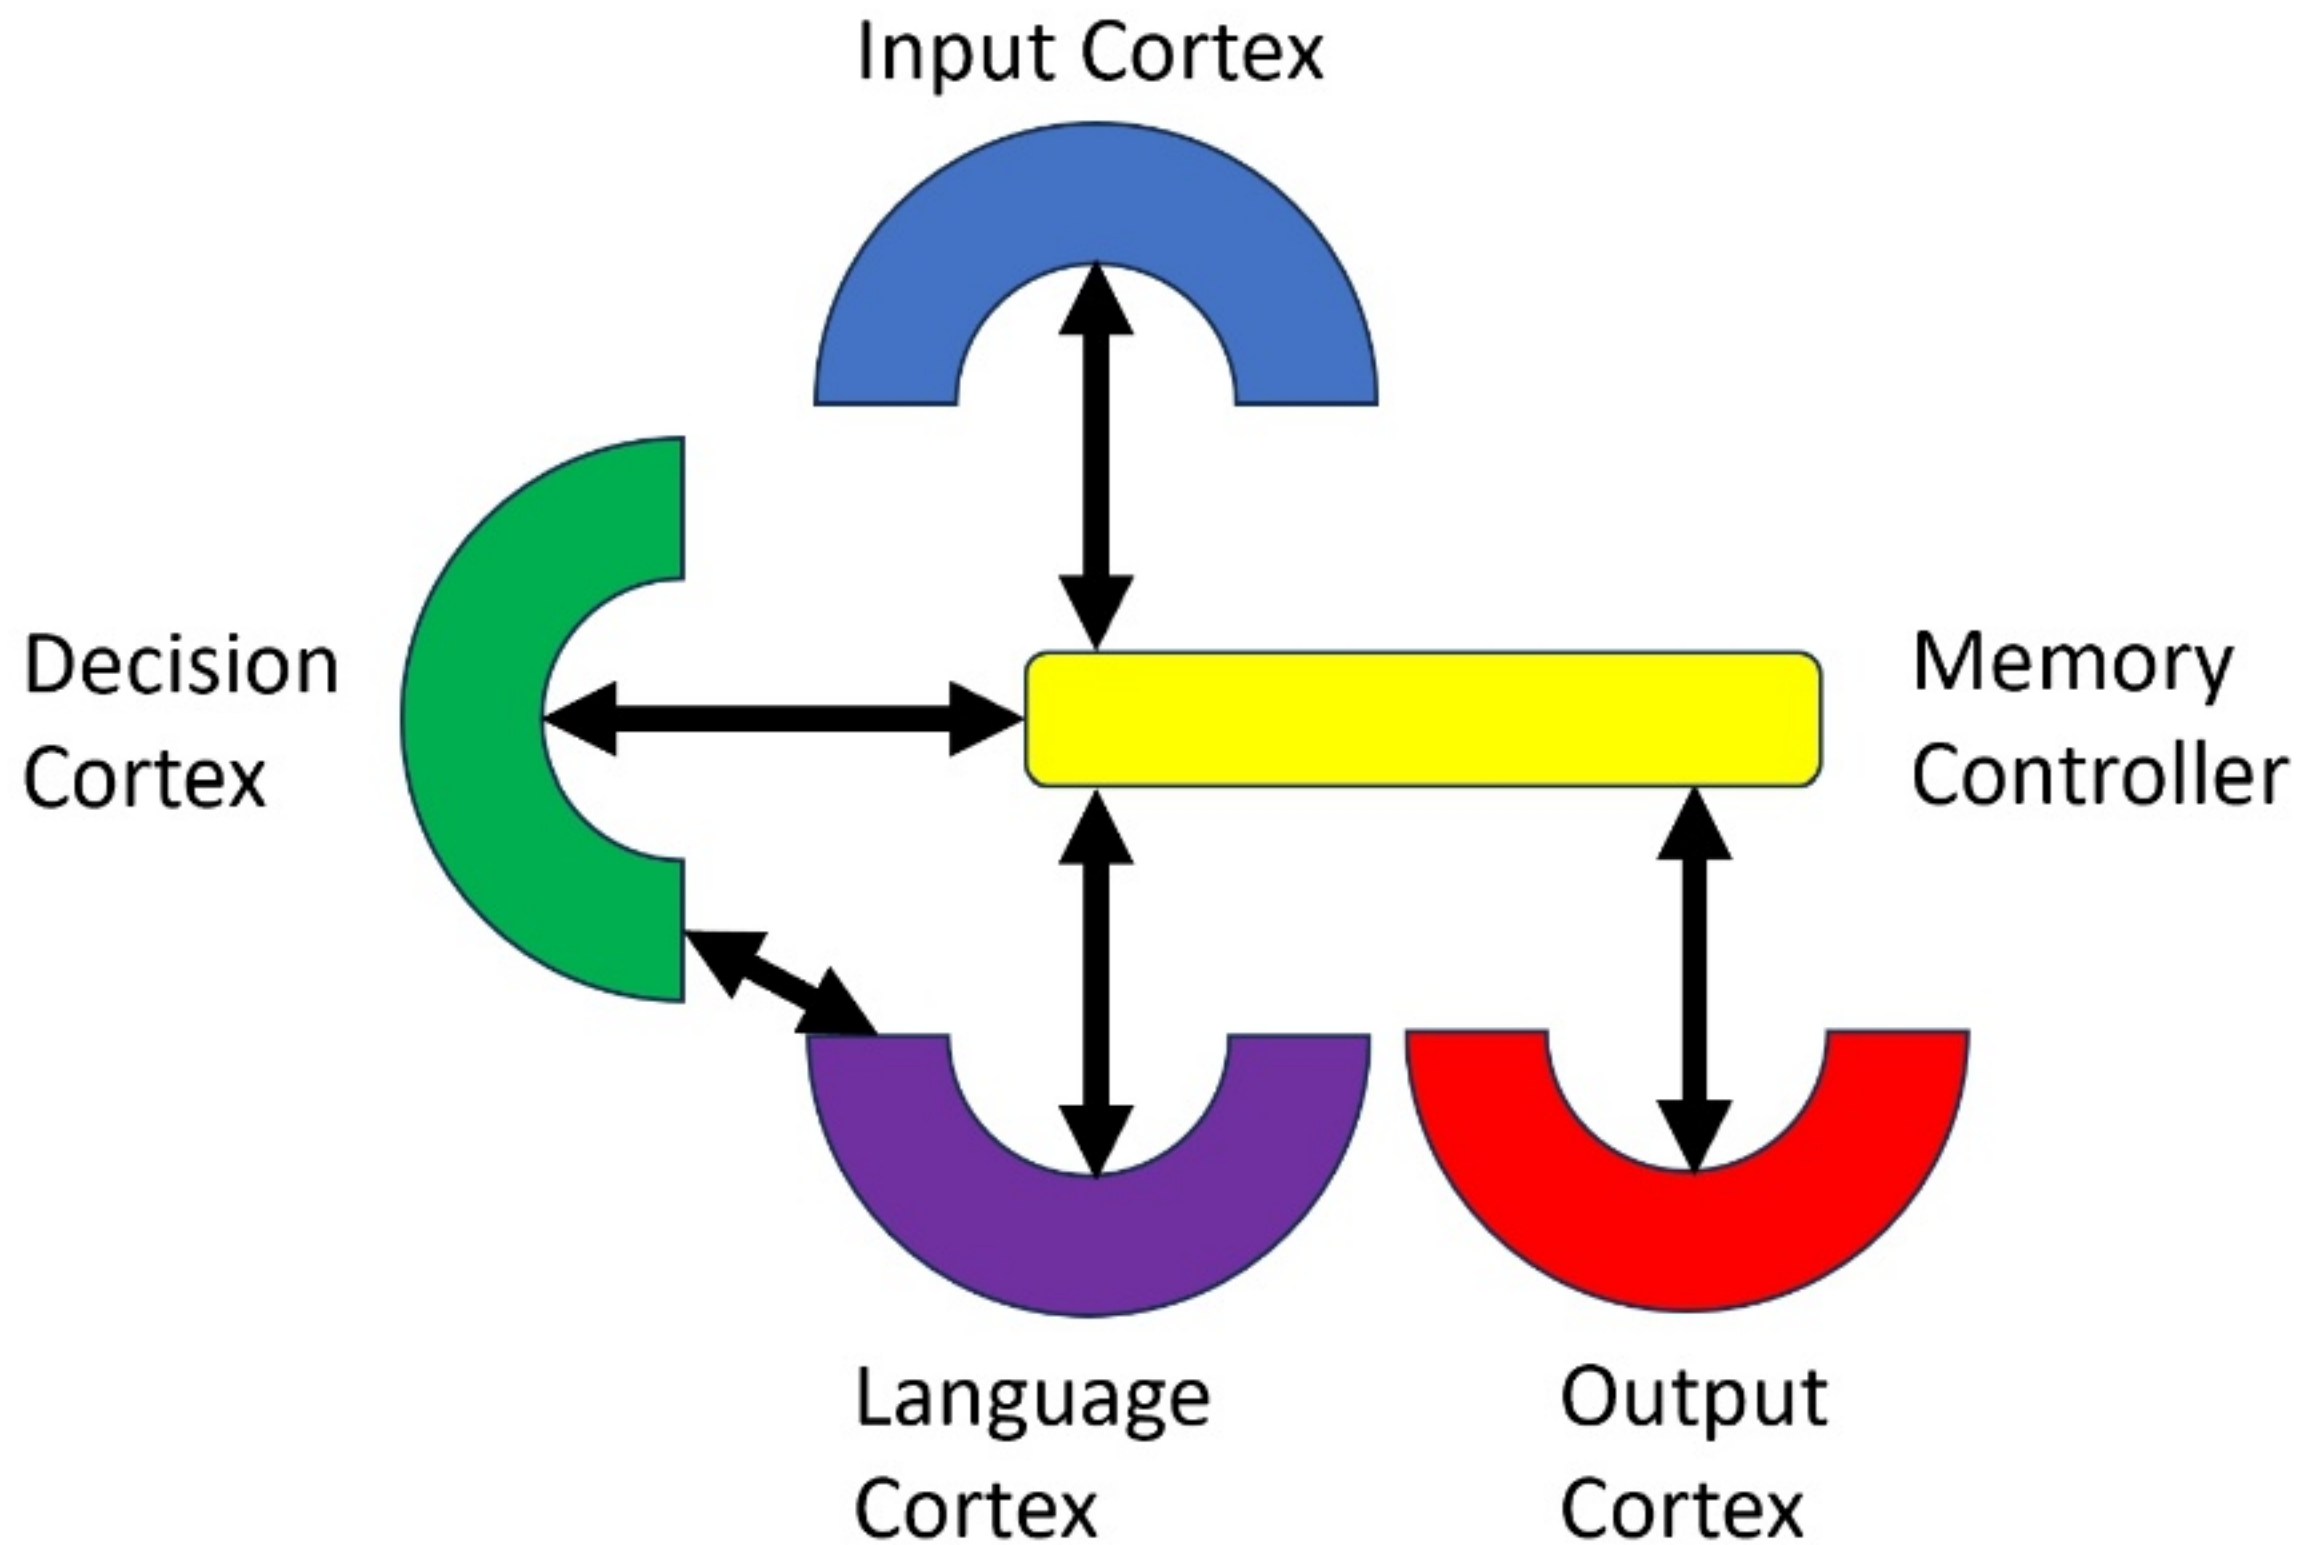 Input Cortex
Decision
Cortex
Memory
Controller
Language
Cortex
Output
Cortex